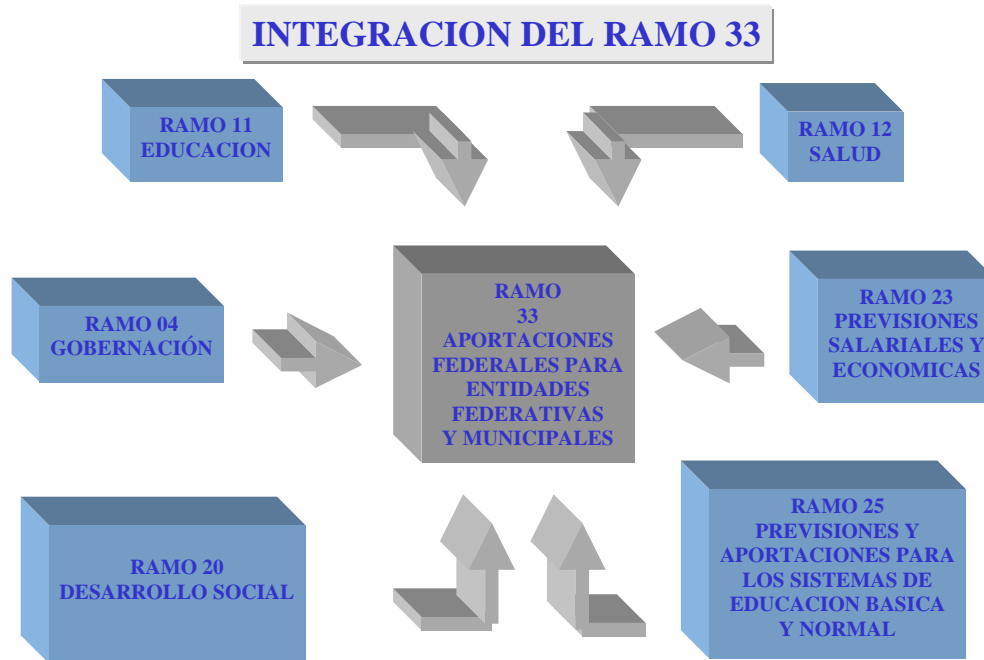 INTEGRACION DEL RAMO 33
RAMO 11
EDUCACION
RAMO 12
SALUD
RAMO 04
GOBERNACIÓN
RAMO
33
APORTACIONES
FEDERALES PARA
ENTIDADES
FEDERATIVAS
Y MUNICIPALES
RAMO 23
PREVISIONES
SALARIALES Y
ECONOMICAS
RAMO 20
DESARROLLO SOCIAL
RAMO 25
PREVISIONES Y
APORTACIONES PARA
LOS SISTEMAS DE
EDUCACION BASICA
Y NORMAL